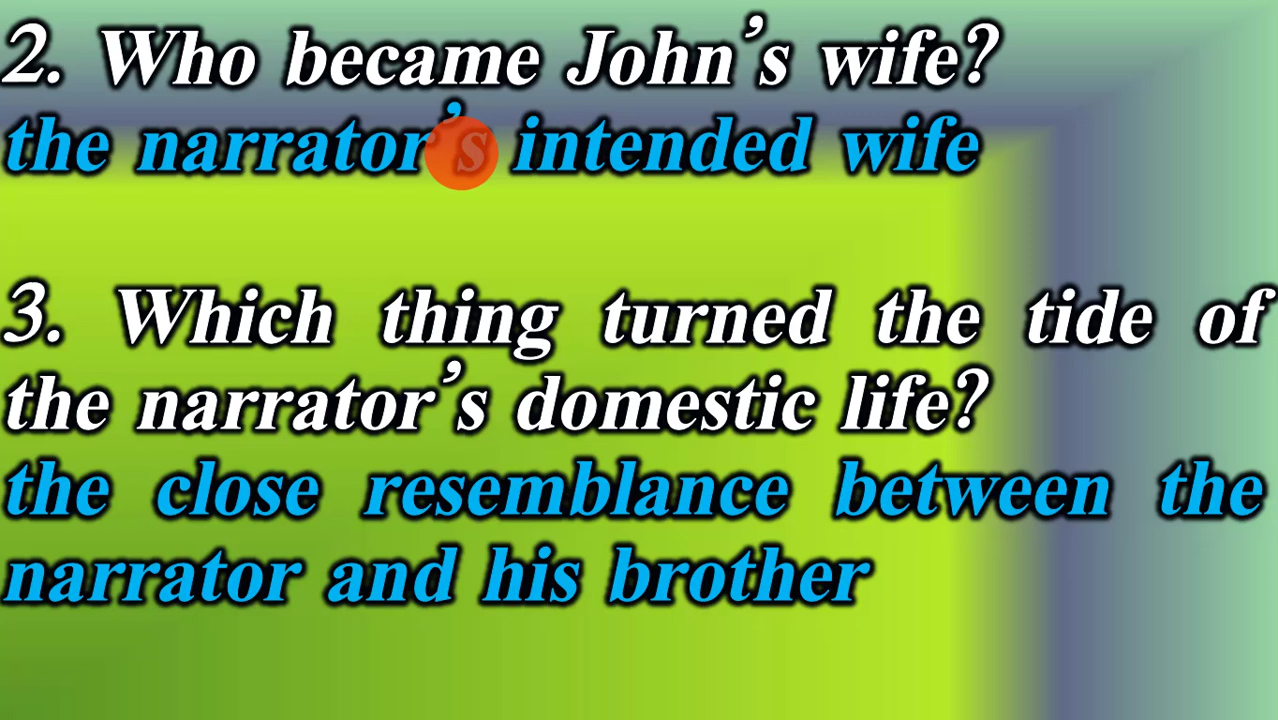 2. Who became John's wife?
the narrator's intended wife
3. Which thing turned the tide of
the narrator's domestic life?
the close resemblance between the
narrator and his brother